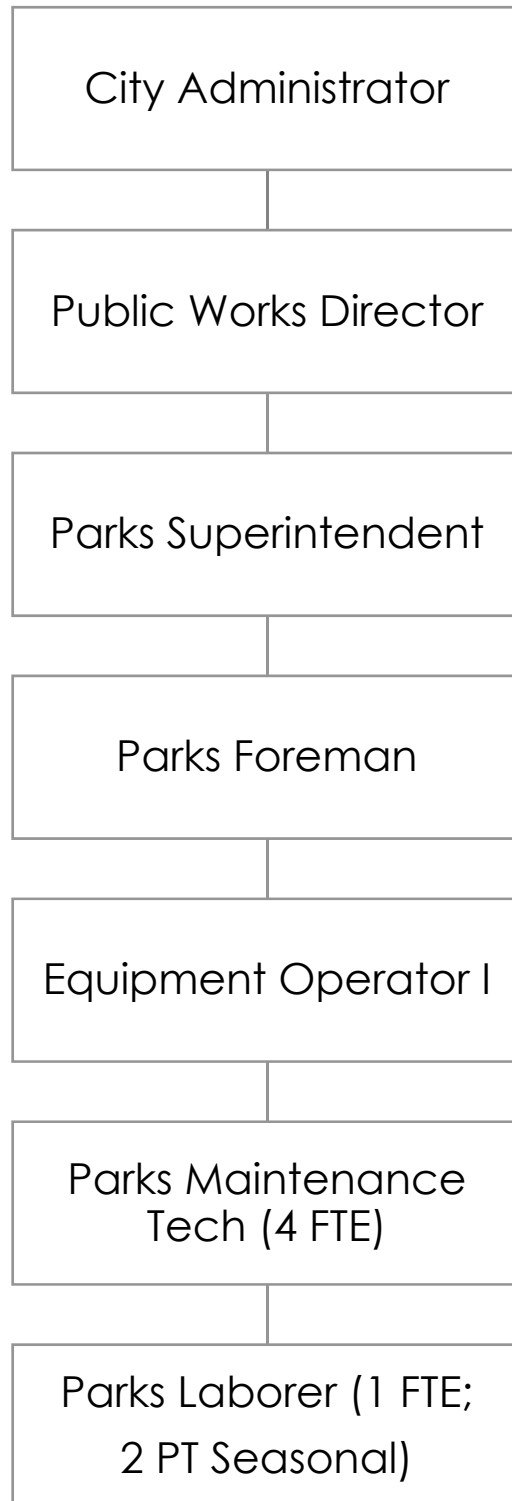 City Administrator
Public Works Director
Parks Superintendent
Parks Foreman
Equipment Operator I
Parks Maintenance
Tech (4 FTE)
Parks Laborer (1 FTE;
2 PT Seasonal)